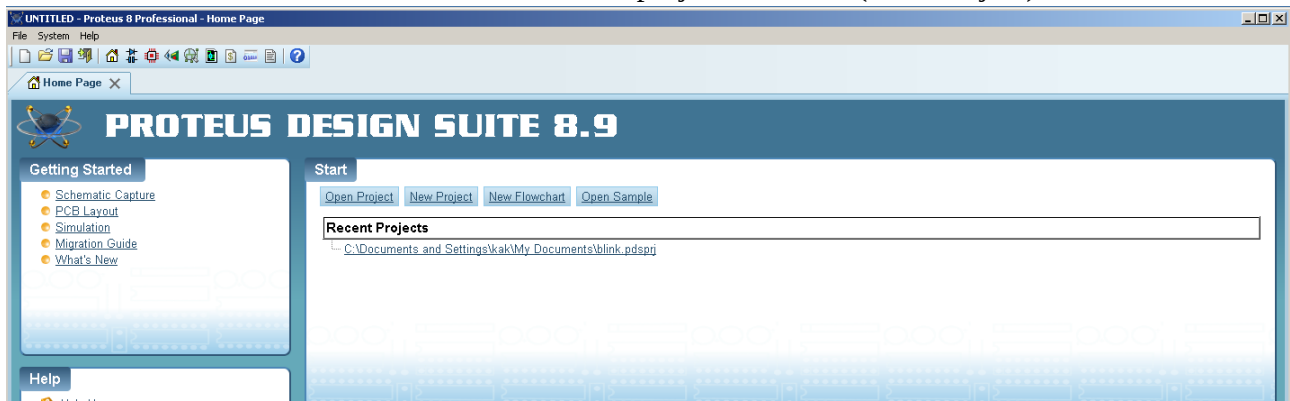 UNTITLED - Proteus 8 Professional - Home Page
File System Help
Home Page
PROTEUS DESIGN SUITE 8.9
Getting Started
Schematic Capture
PCB Layout
Simulation
Migration Guide
What's New
Start
Open Project New Project New Flowchart Open Sample
Recent Projects
C:\Documents and Settings\kak\My Documents\blink.pdsprj
Help